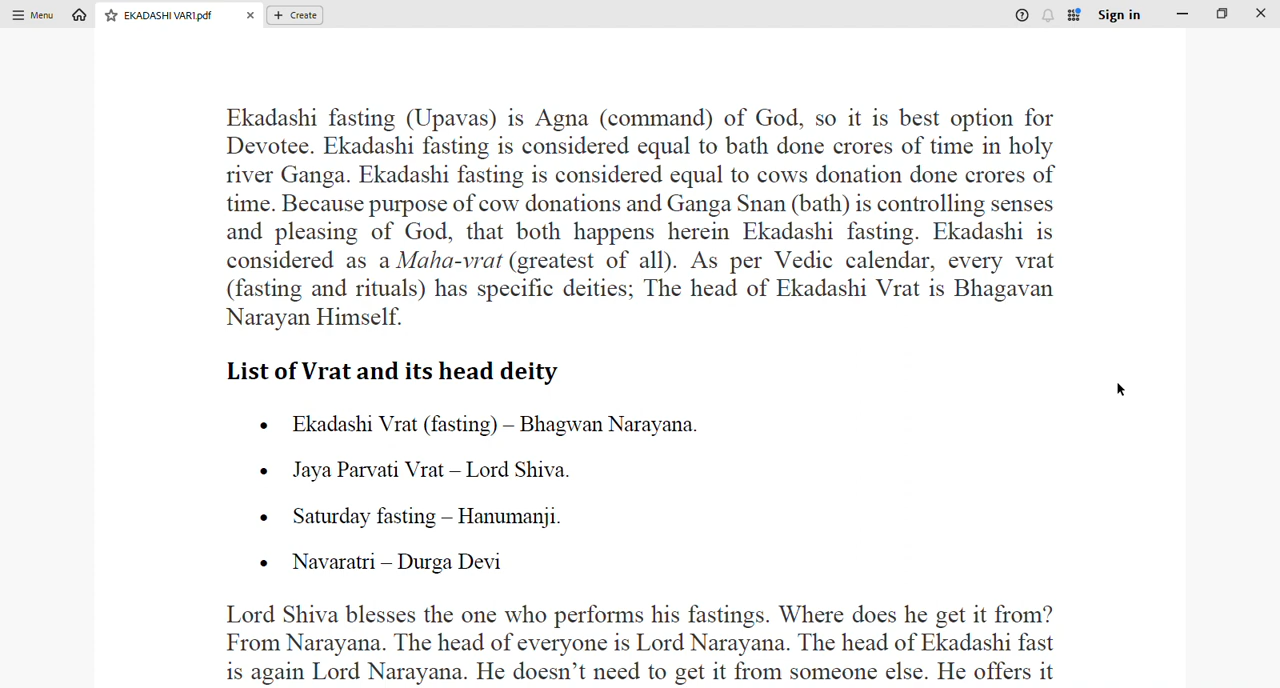 Menu
EKADASHI VAR1.pdf
Create
Sign in
Ekadashi fasting (Upavas) is Agna (command) of God, so it is best option for
Devotee. Ekadashi fasting is considered equal to bath done crores of time in holy
river Ganga. Ekadashi fasting is considered equal to cows donation done crores of
time. Because purpose of cow donations and Ganga Snan (bath) is controlling senses
and pleasing of God, that both happens herein Ekadashi fasting. Ekadashi is
considered as a Maha-vrat (greatest of all). As per Vedic calendar, every vrat
(fasting and rituals) has specific deities; The head of Ekadashi Vrat is Bhagavan
Narayan Himself.
List of Vrat and its head deity
• Ekadashi Vrat (fasting) – Bhagwan Narayana.
• Jaya Parvati Vrat – Lord Shiva.
• Saturday fasting – Hanumanji.
• Navaratri – Durga Devi
Lord Shiva blesses the one who performs his fastings. Where does he get it from?
From Narayana. The head of everyone is Lord Narayana. The head of Ekadashi fast
is again Lord Narayana. He doesn’t need to get it from someone else. He offers it